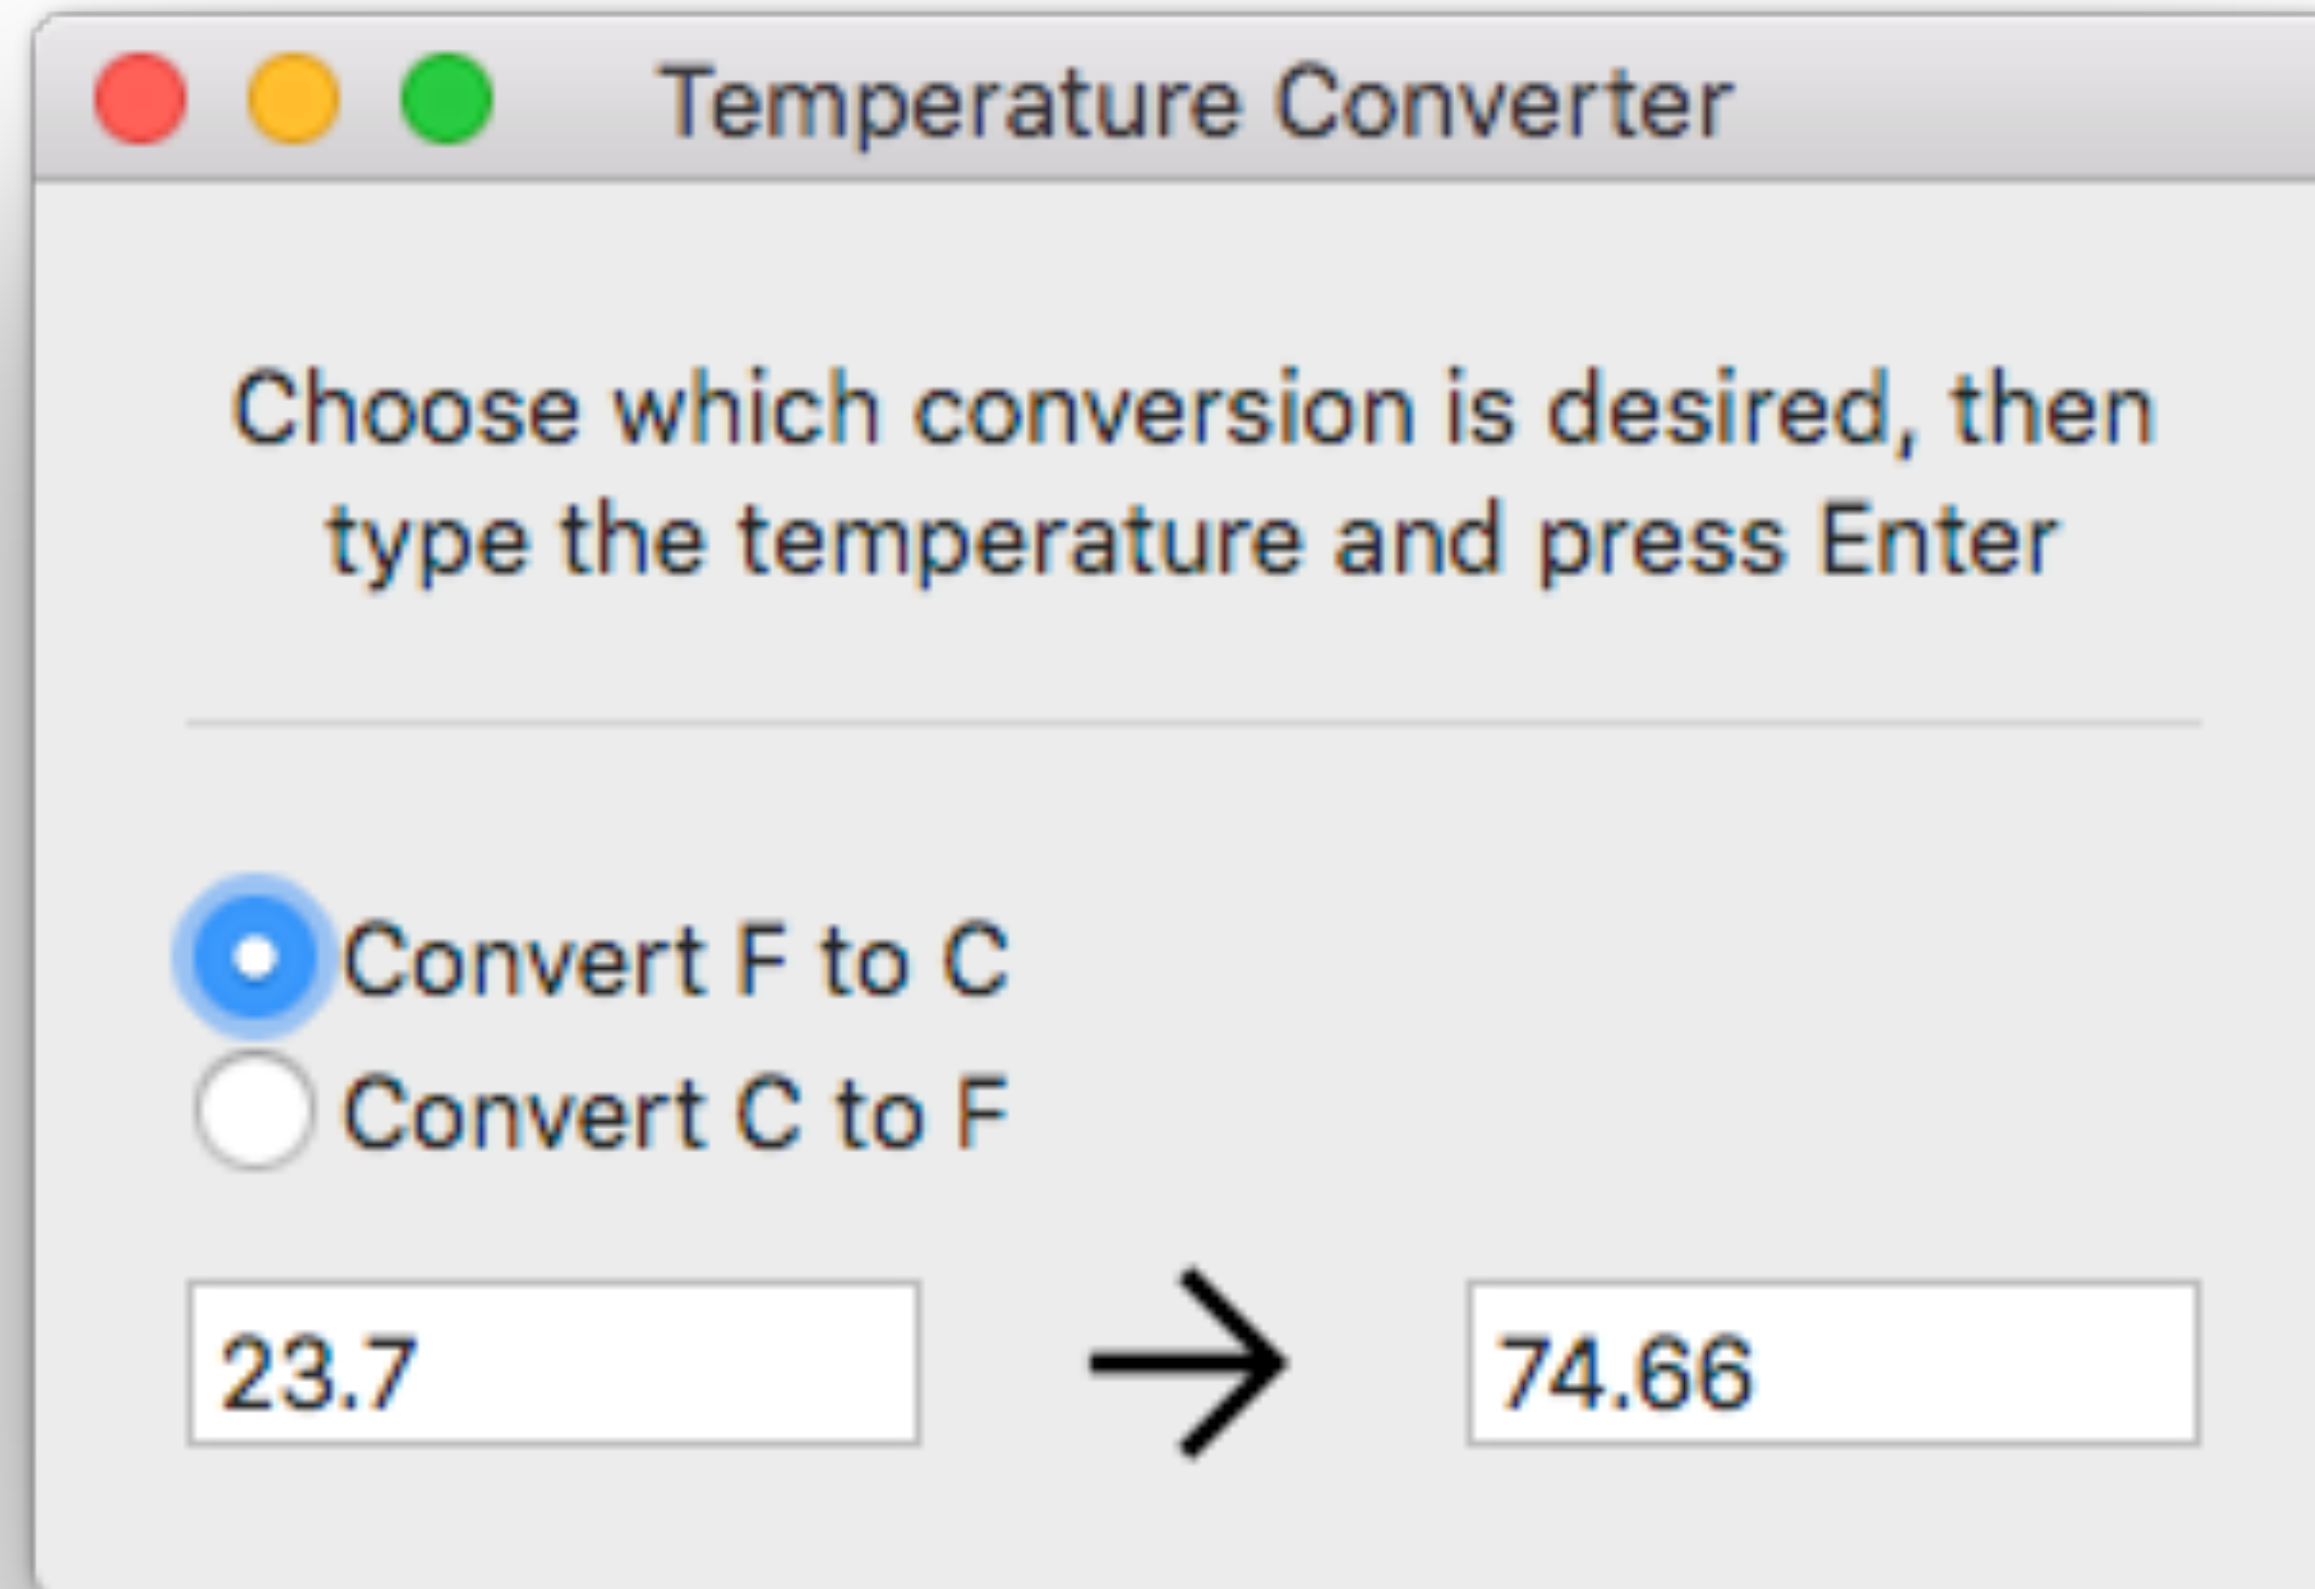 Temperature Converter
Choose which conversion is desired, then
type the temperature and press Enter
Convert F to C
Convert C to F
23.7
74.66